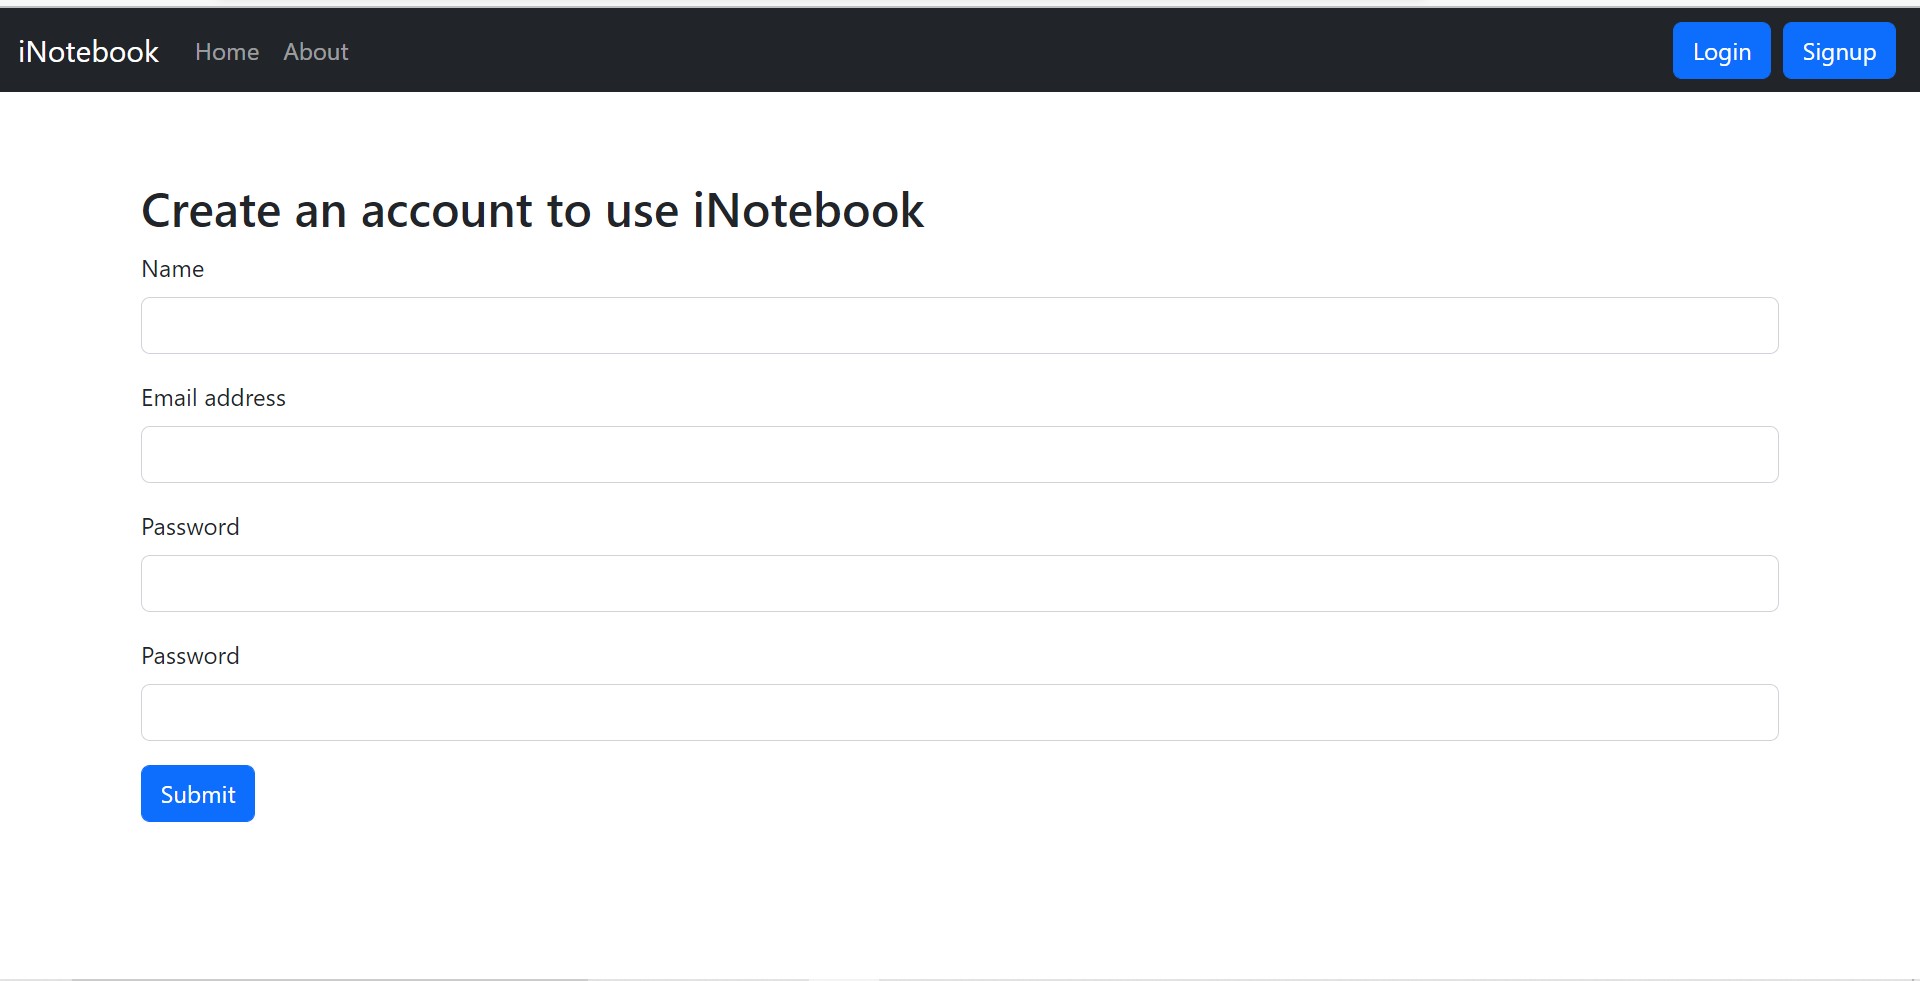 iNotebook Home About Login Signup
Create an account to use iNotebook
Name
Email address
Password
Password
Submit